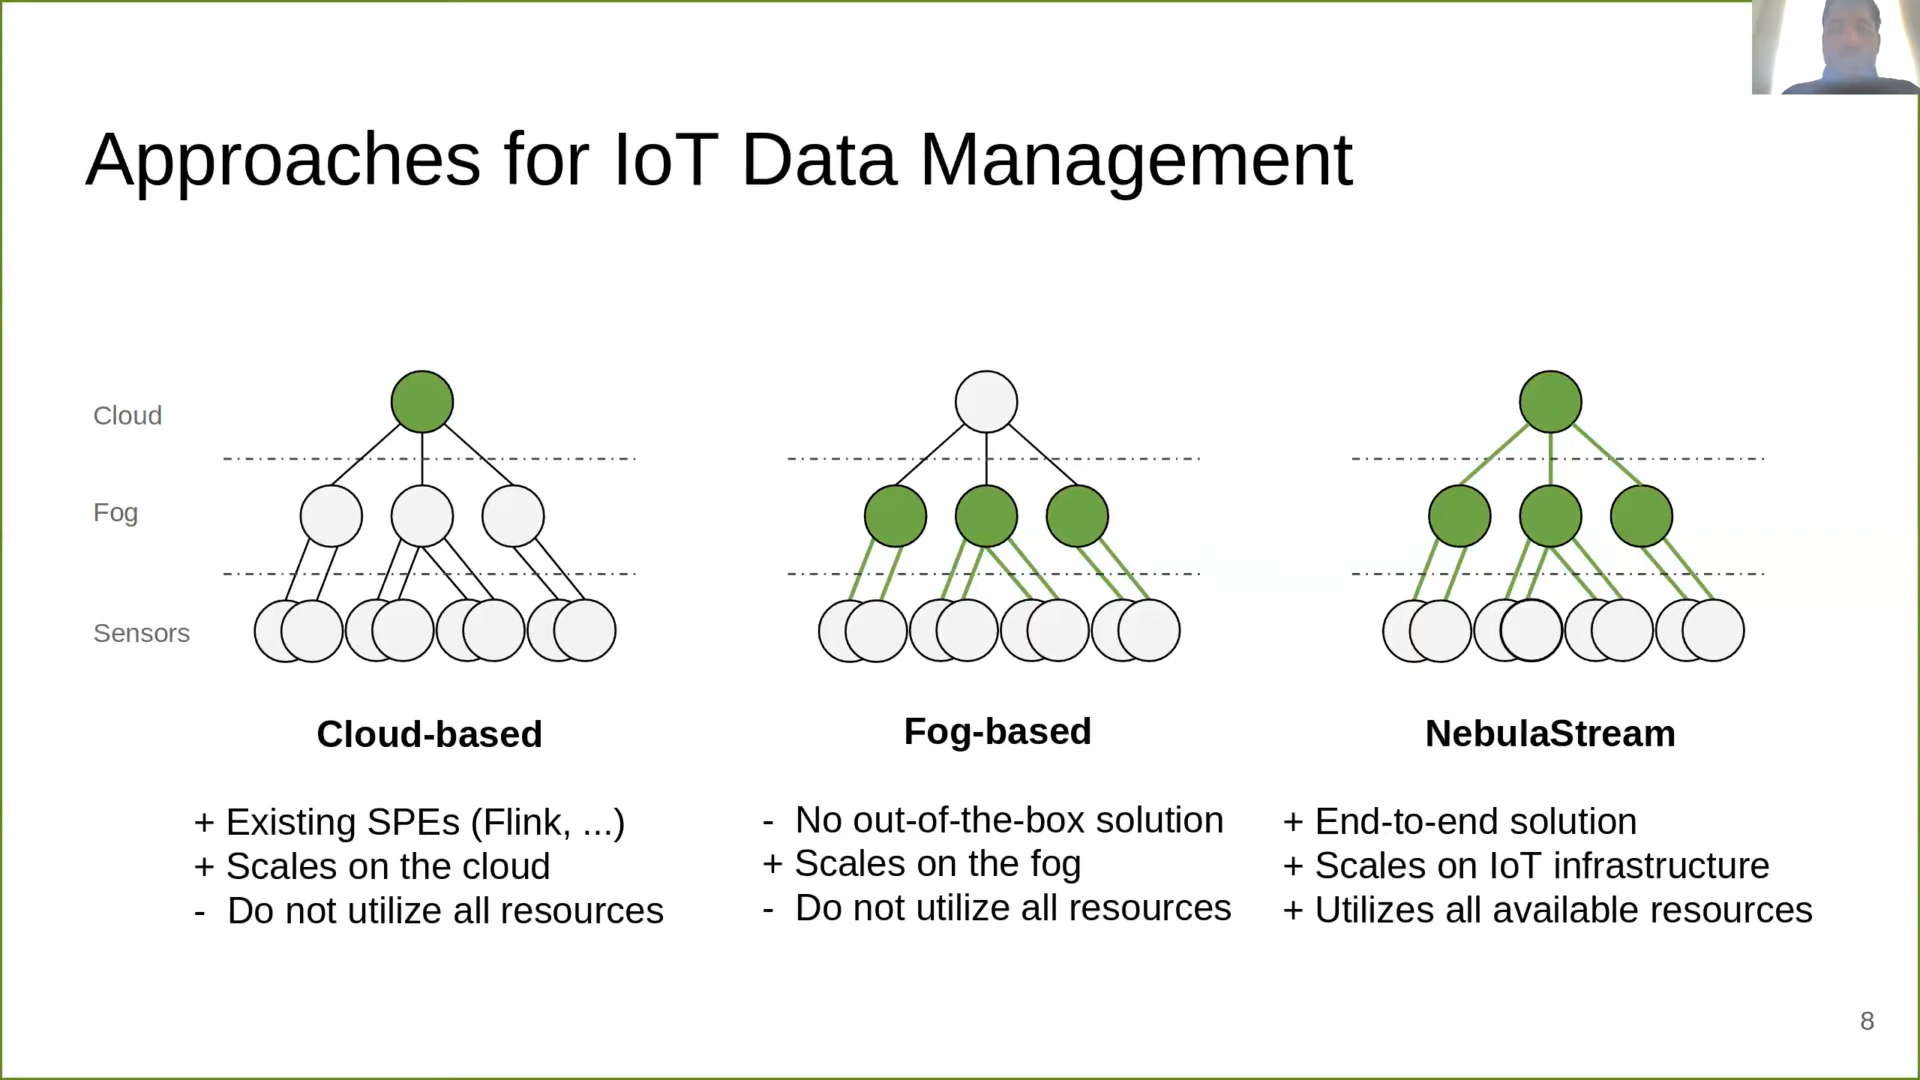 Approaches for IoT Data Management
Cloud
Fog
Sensors
Cloud-based
+ Existing SPEs (Flink, ...)
+ Scales on the cloud
- Do not utilize all resources
Fog-based
- No out-of-the-box solution
+ Scales on the fog
- Do not utilize all resources
NebulaStream
+ End-to-end solution
+ Scales on IoT infrastructure
+ Utilizes all available resources
8